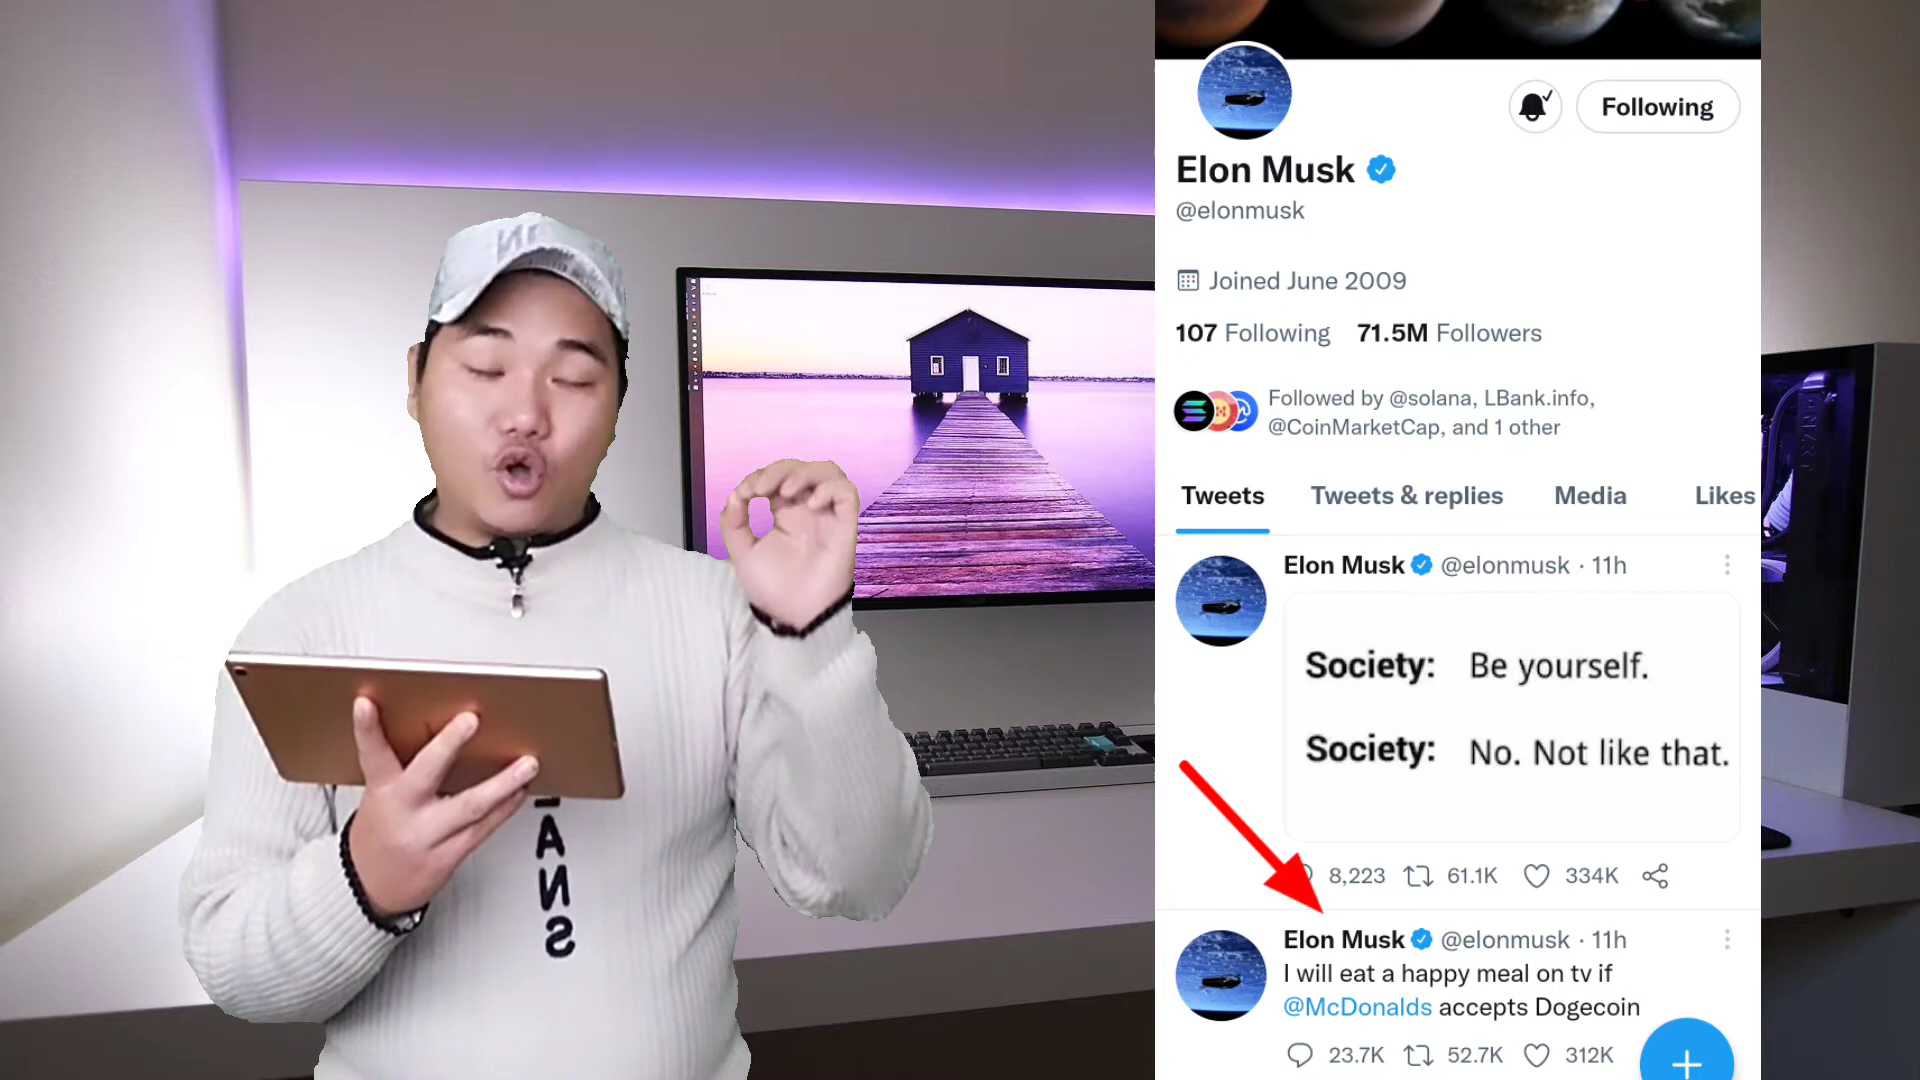 Following
Elon Musk
@elonmusk
Joined June 2009
107 Following 71.5M Followers
Followed by @solana, LBank.info,
@CoinMarketCap, and 1 other
Tweets Tweets & replies Media Likes
Elon Musk @elonmusk · 11h
Society: Be yourself.
Society: No. Not like that.
8,223 61.1K 334K
Elon Musk @elonmusk · 11h
I will eat a happy meal on tv if
@McDonalds accepts Dogecoin
23.7K 52.7K 312K
ANS